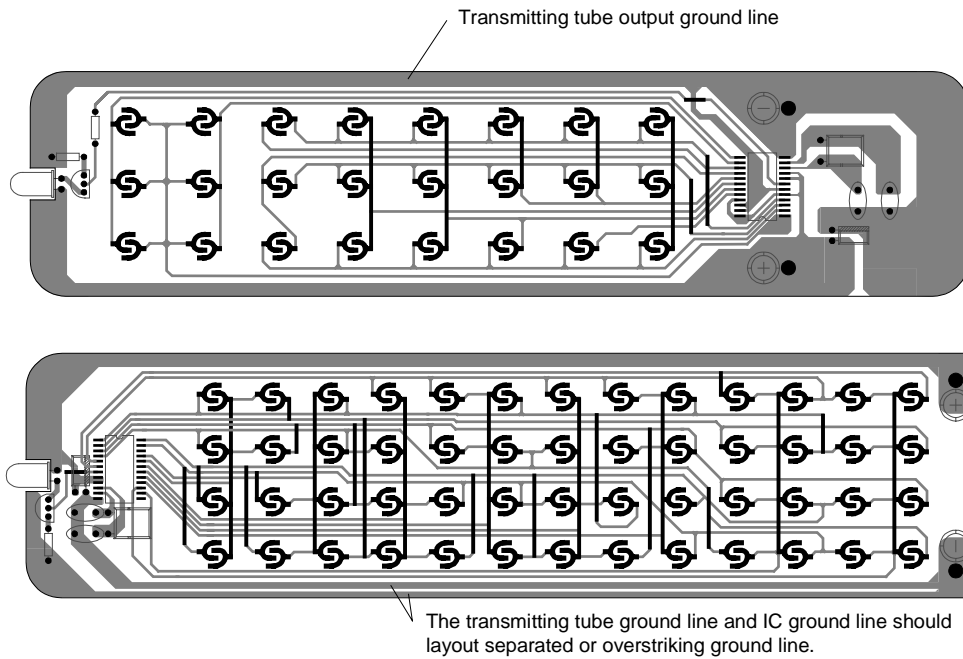 Transmitting tube output ground line
The transmitting tube ground line and IC ground line should
layout separated or overstriking ground line.